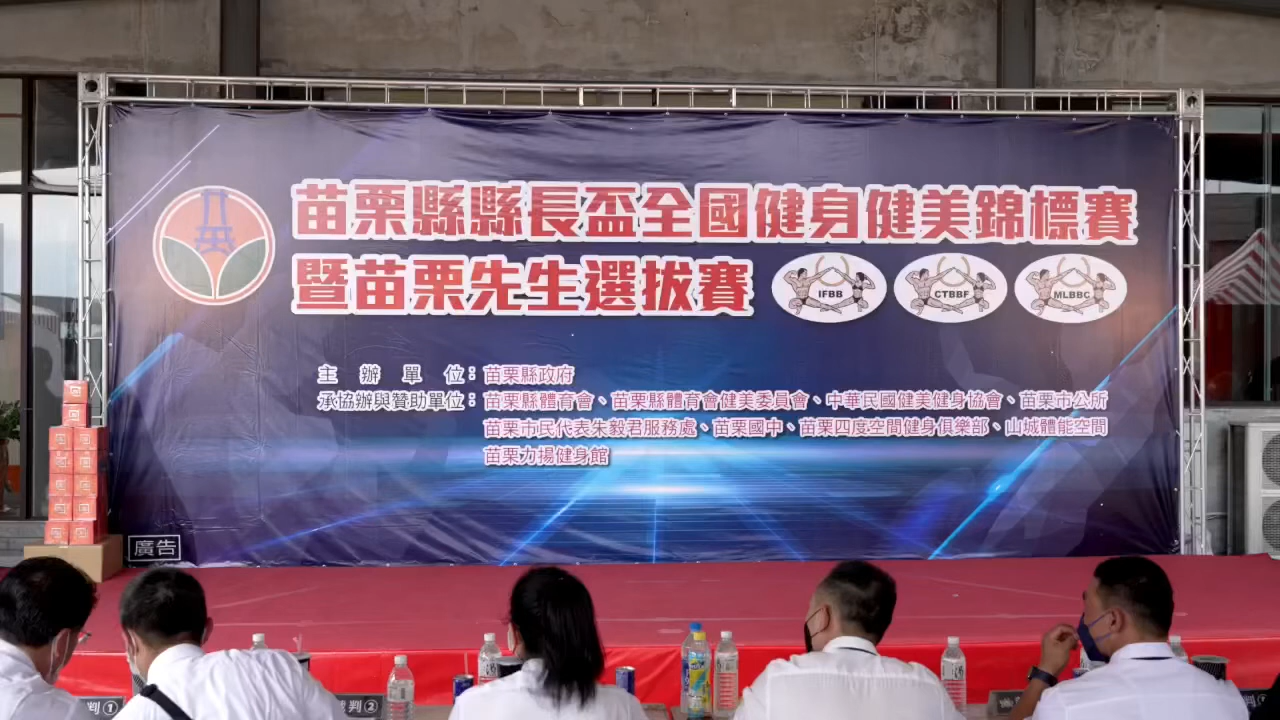 苗栗縣縣長盃全國健身健美錦標賽
暨苗栗先生選拔賽
IFBB
CTBBF
MLBBC
主辦單位：苗栗縣政府
承協辦與贊助單位：苗栗縣體育會、苗栗縣體育會健美委員會、中華民國健美健身協會、苗栗市公所
苗栗市民代表朱毅君服務處、苗栗國中、苗栗四度空間健身俱樂部、山城體能空間
苗栗力揚健身館
廣告
判①
裁判②